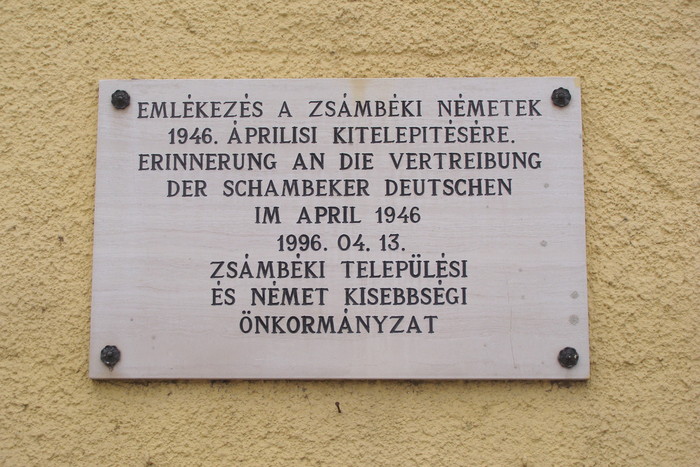 EMLÉKEZÉS A ZSÁMBÉKI NÉMETEK
1946. ÁPRILISI KITELEPITÉSÉRE.
ERINNERUNG AN DIE VERTREIBUNG
DER SCHAMBEKER DEUTSCHEN
IM APRIL 1946
1996. 04. 13.
ZSÁMBÉKI TELEPÜLÉSI
ÉS NÉMET KISEBBSÉGI
ÖNKORMÁNYZAT